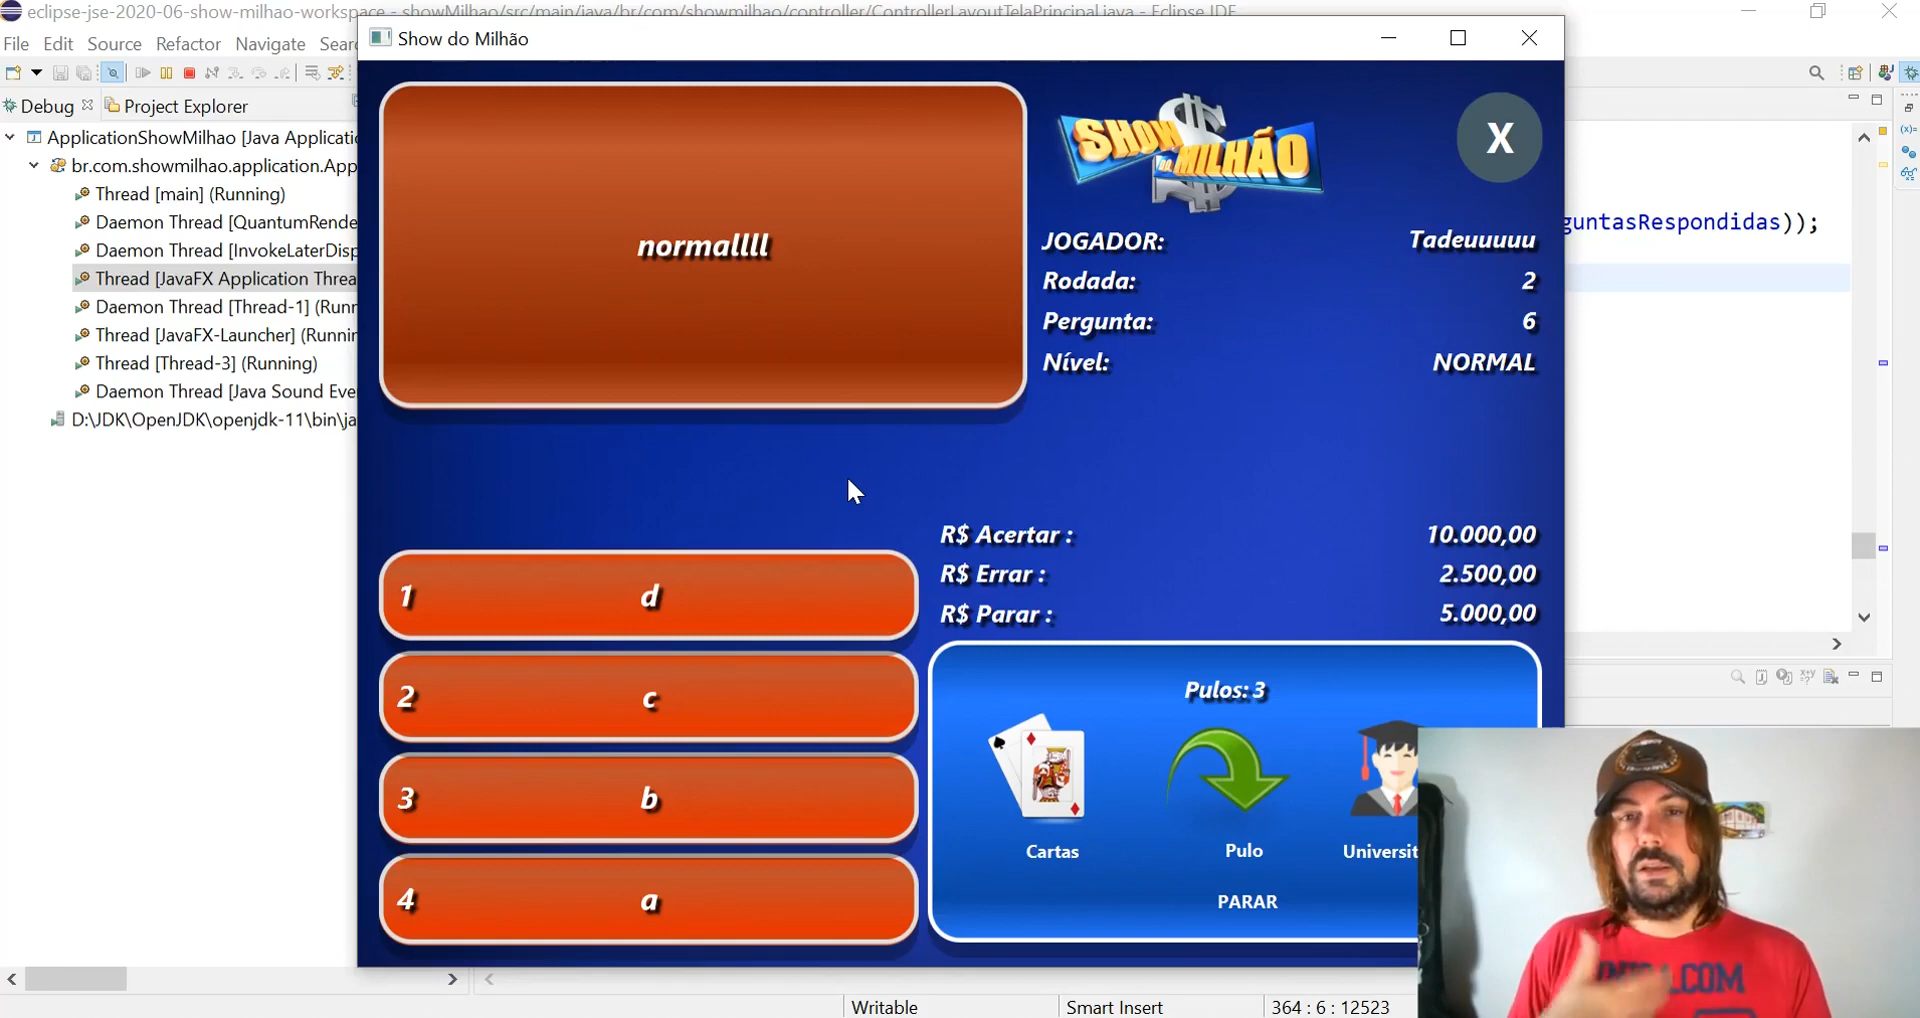 eclipse-jse-2020-06-show-milhao-workspace - showMilhao/src/main/java/br/com/showmilhao/controller/ControllerLayoutTelaPrincipal.java - Eclipse IDE
File Edit Source Refactor Navigate Sear
Show do Milhão
Debug Project Explorer
ApplicationShowMilhao [Java Applicatio
br.com.showmilhao.application.App
Thread [main] (Running)
Daemon Thread [QuantumRende
Daemon Thread [InvokeLaterDisp
Thread [JavaFX Application Threa
Daemon Thread [Thread-1] (Runn
Thread [JavaFX-Launcher] (Runnin
Thread [Thread-3] (Running)
Daemon Thread [Java Sound Eve
D:\JDK\OpenJDK\openjdk-11\bin\ja
normallll
SHOW DO MILHÃO
X
JOGADOR: Tadeuuuuu
Rodada: 2
Pergunta: 6
Nível: NORMAL
guntasRespondidas));
R$ Acertar : 10.000,00
R$ Errar : 2.500,00
R$ Parar : 5.000,00
1 d
2 c
3 b
4 a
Pulos: 3
Cartas Pulo Universit
PARAR
.COM
Writable Smart Insert 364 : 6 : 12523